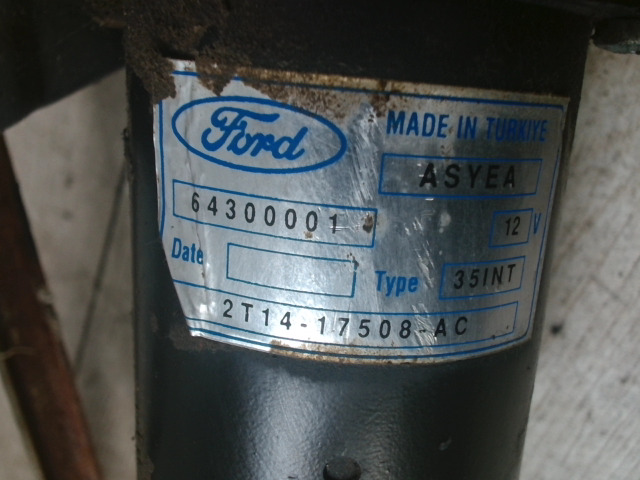 Ford
MADE IN TURKIYE
ASYEA
64300001
12 V
Date
Type 35INT
2T14-17508-AC